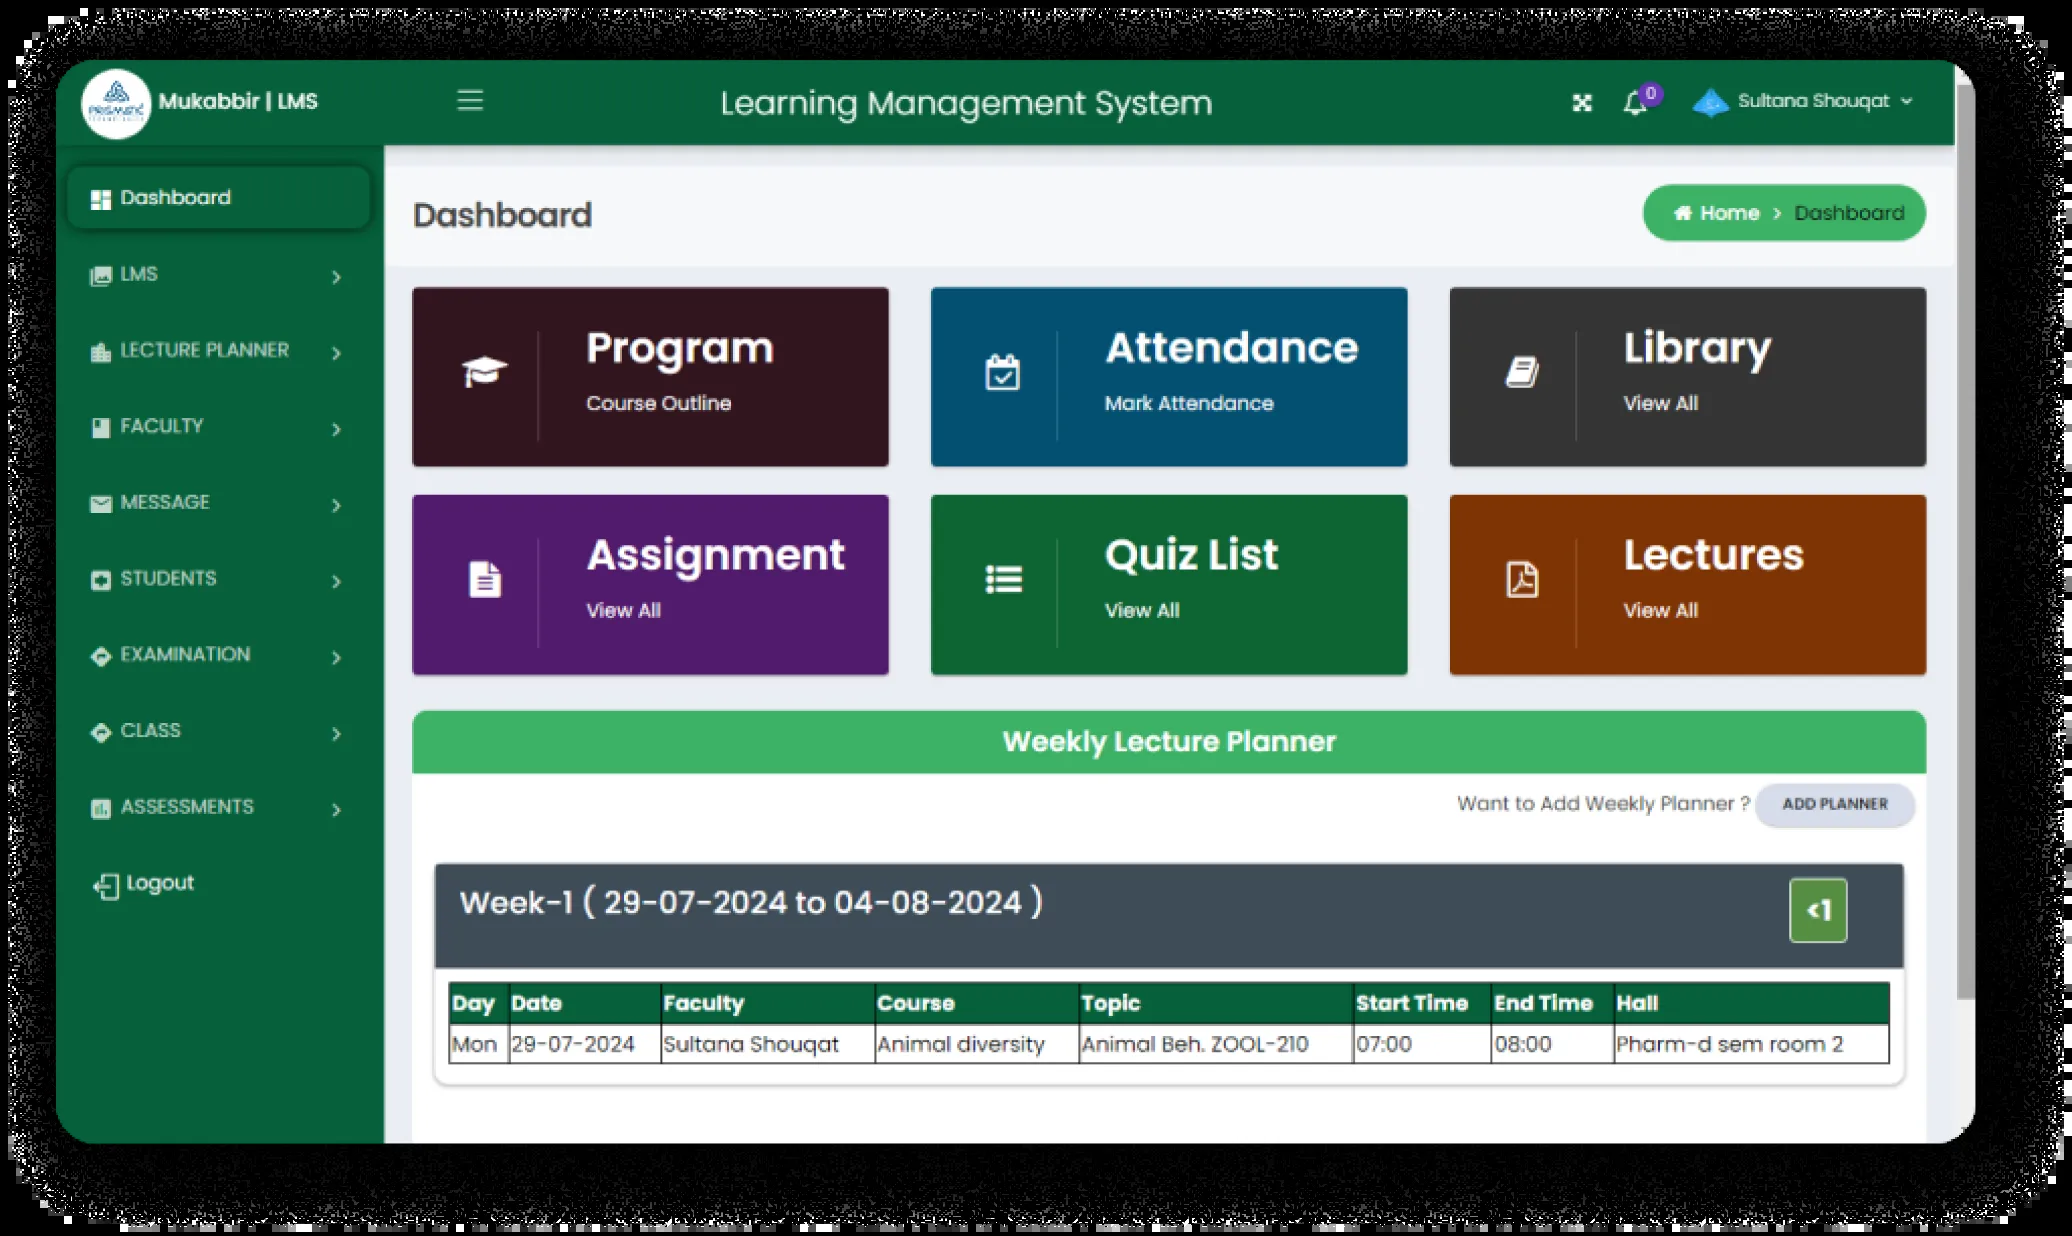 PRISMATIC
Mukabbir | LMS
Learning Management System
0
Sultana Shouqat
Dashboard
LMS
LECTURE PLANNER
FACULTY
MESSAGE
STUDENTS
EXAMINATION
CLASS
ASSESSMENTS
Logout
Dashboard
Home > Dashboard
Program
Course Outline
Attendance
Mark Attendance
Library
View All
Assignment
View All
Quiz List
View All
Lectures
View All
Weekly Lecture Planner
Want to Add Weekly Planner ? ADD PLANNER
Week-1 ( 29-07-2024 to 04-08-2024 )
<1
Day Date Faculty Course Topic Start Time End Time Hall
Mon 29-07-2024 Sultana Shouqat Animal diversity Animal Beh. ZOOL-210 07:00 08:00 Pharm-d sem room 2